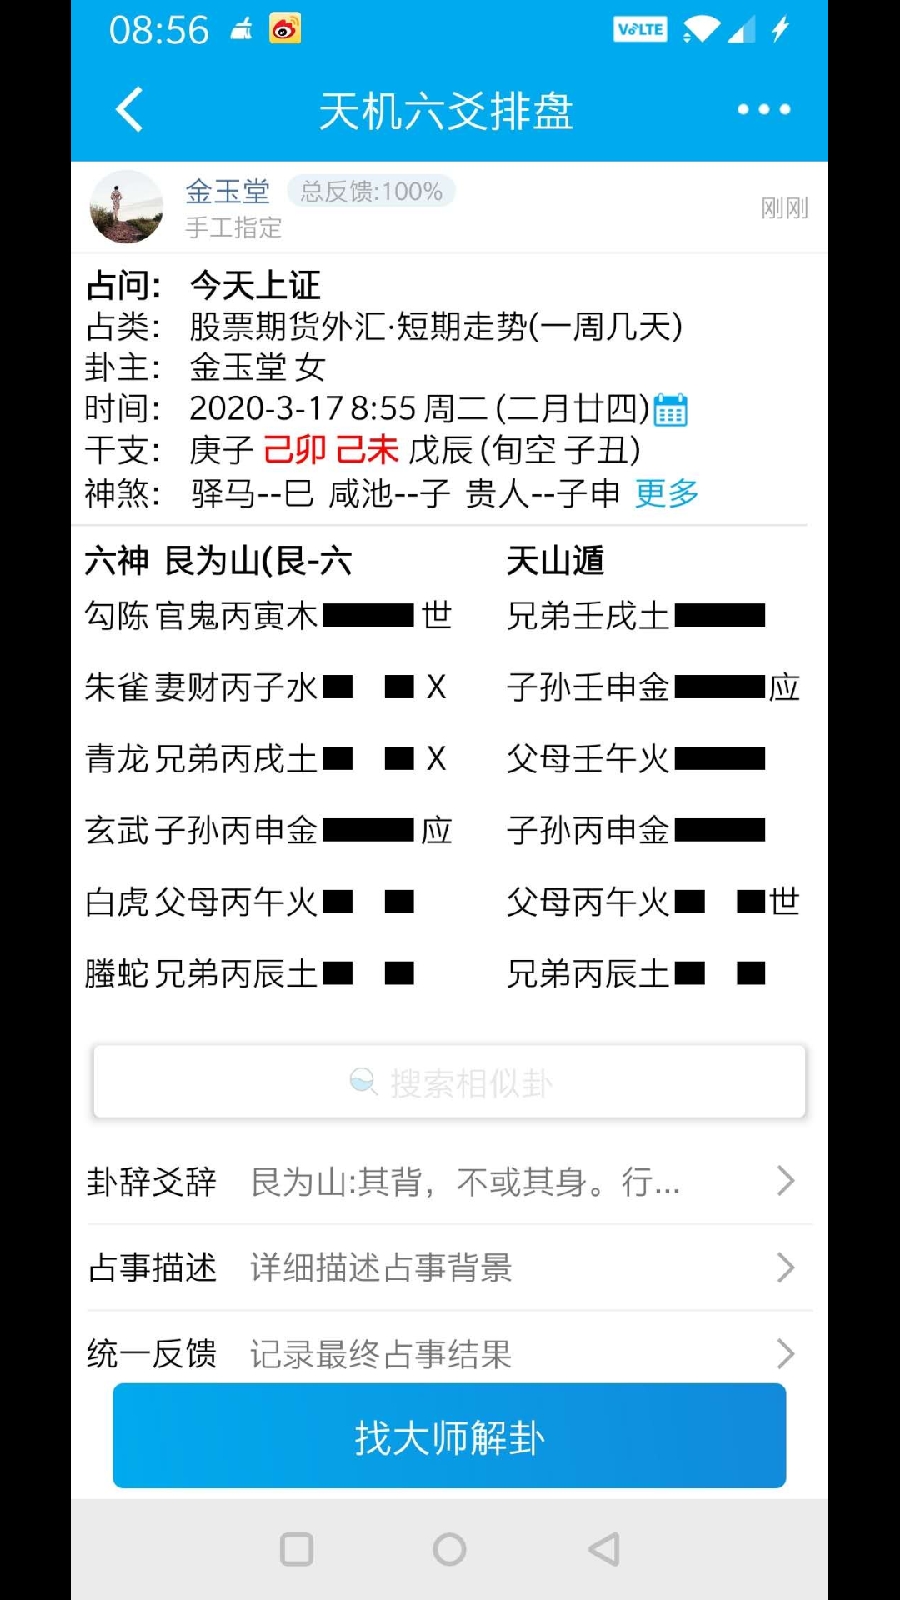 08:56 VoLTE
天机六爻排盘
金玉堂 总反馈:100%
手工指定 刚刚
占问： 今天上证
占类： 股票期货外汇·短期走势(一周几天)
卦主： 金玉堂 女
时间： 2020-3-17 8:55 周二 (二月廿四)
干支： 庚子 己卯 己未 戊辰 (旬空 子丑)
神煞： 驿马--巳 咸池--子 贵人--子申 更多
六神 艮为山(艮-六 天山遁
勾陈 官鬼丙寅木 世 兄弟壬戌土
朱雀 妻财丙子水 X 子孙壬申金 应
青龙 兄弟丙戌土 X 父母壬午火
玄武 子孙丙申金 应 子孙丙申金
白虎 父母丙午火 父母丙午火 世
螣蛇 兄弟丙辰土 兄弟丙辰土
搜索相似卦
卦辞爻辞 艮为山:其背，不或其身。行...
占事描述 详细描述占事背景
统一反馈 记录最终占事结果
找大师解卦